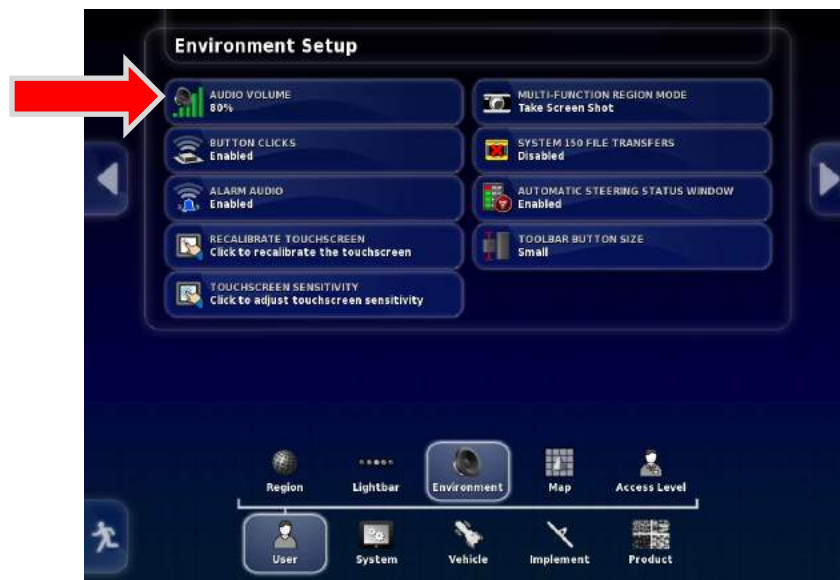 Environment Setup
AUDIO VOLUME
80%
MULTI-FUNCTION REGION MODE
Take Screen Shot
BUTTON CLICKS
Enabled
SYSTEM 150 FILE TRANSFERS
Disabled
ALARM AUDIO
Enabled
AUTOMATIC STEERING STATUS WINDOW
Enabled
RECALIBRATE TOUCHSCREEN
Click to recalibrate the touchscreen
TOOLBAR BUTTON SIZE
Small
TOUCHSCREEN SENSITIVITY
Click to adjust touchscreen sensitivity
Region
Lightbar
Environment
Map
Access Level
User
System
Vehicle
Implement
Product